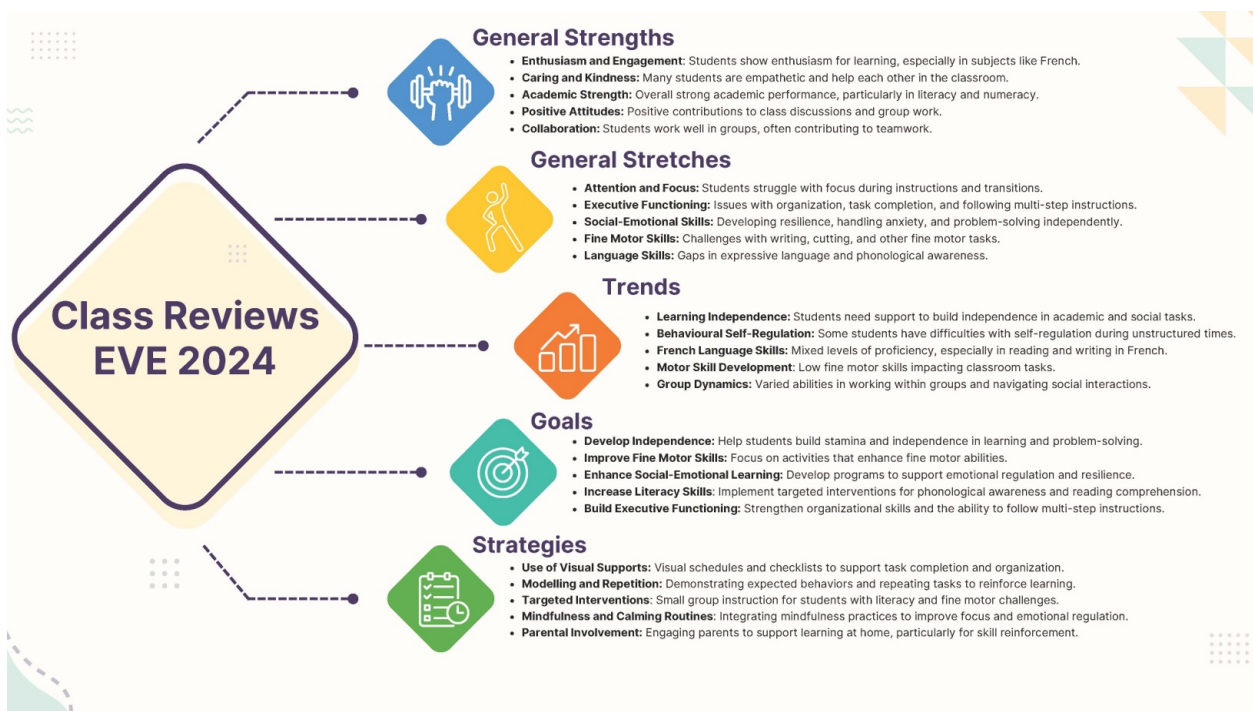 General Strengths
• Enthusiasm and Engagement: Students show enthusiasm for learning, especially in subjects like French.
• Caring and Kindness: Many students are empathetic and help each other in the classroom.
• Academic Strength: Overall strong academic performance, particularly in literacy and numeracy.
• Positive Attitudes: Positive contributions to class discussions and group work.
• Collaboration: Students work well in groups, often contributing to teamwork.
General Stretches
• Attention and Focus: Students struggle with focus during instructions and transitions.
• Executive Functioning: Issues with organization, task completion, and following multi-step instructions.
• Social-Emotional Skills: Developing resilience, handling anxiety, and problem-solving independently.
• Fine Motor Skills: Challenges with writing, cutting, and other fine motor tasks.
• Language Skills: Gaps in expressive language and phonological awareness.
Class Reviews
EVE 2024
Trends
• Learning Independence: Students need support to build independence in academic and social tasks.
• Behavioural Self-Regulation: Some students have difficulties with self-regulation during unstructured times.
• French Language Skills: Mixed levels of proficiency, especially in reading and writing in French.
• Motor Skill Development: Low fine motor skills impacting classroom tasks.
• Group Dynamics: Varied abilities in working within groups and navigating social interactions.
Goals
• Develop Independence: Help students build stamina and independence in learning and problem-solving.
• Improve Fine Motor Skills: Focus on activities that enhance fine motor abilities.
• Enhance Social-Emotional Learning: Develop programs to support emotional regulation and resilience.
• Increase Literacy Skills: Implement targeted interventions for phonological awareness and reading comprehension.
• Build Executive Functioning: Strengthen organizational skills and the ability to follow multi-step instructions.
Strategies
• Use of Visual Supports: Visual schedules and checklists to support task completion and organization.
• Modelling and Repetition: Demonstrating expected behaviors and repeating tasks to reinforce learning.
• Targeted Interventions: Small group instruction for students with literacy and fine motor challenges.
• Mindfulness and Calming Routines: Integrating mindfulness practices to improve focus and emotional regulation.
• Parental Involvement: Engaging parents to support learning at home, particularly for skill reinforcement.